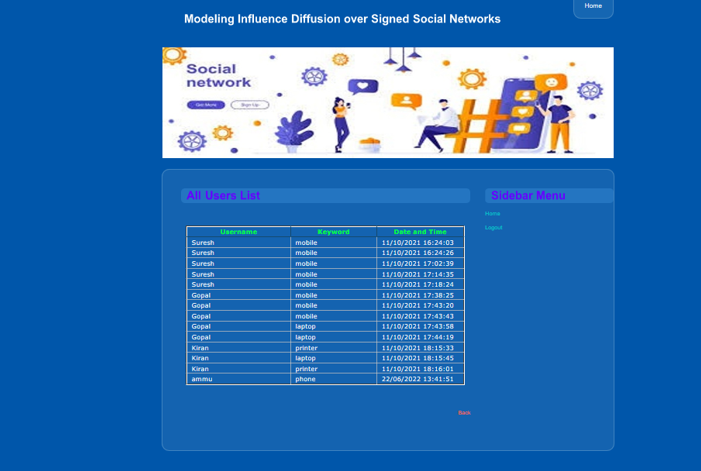 Home
Modeling Influence Diffusion over Signed Social Networks
Social
network
Get More Sign Up
All Users List
Sidebar Menu
Home
Logout
Username Keyword Date and Time
Suresh mobile 11/10/2021 16:24:03
Suresh mobile 11/10/2021 16:24:26
Suresh mobile 11/10/2021 17:02:39
Suresh mobile 11/10/2021 17:14:35
Suresh mobile 11/10/2021 17:18:24
Gopal mobile 11/10/2021 17:38:25
Gopal mobile 11/10/2021 17:43:20
Gopal mobile 11/10/2021 17:43:43
Gopal laptop 11/10/2021 17:43:58
Gopal laptop 11/10/2021 17:44:19
Kiran printer 11/10/2021 18:15:33
Kiran laptop 11/10/2021 18:15:45
Kiran printer 11/10/2021 18:16:01
ammu phone 22/06/2022 13:41:51
Back